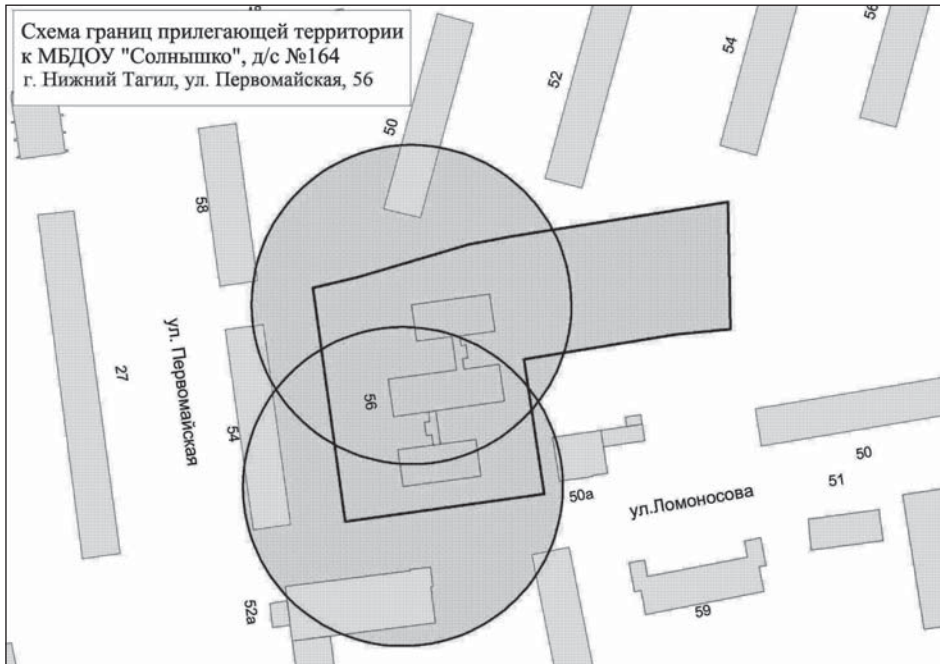 Схема границ прилегающей территории
к МБДОУ "Солнышко", д/с №164
г. Нижний Тагил, ул. Первомайская, 56
50
52
54
56
58
27
ул. Первомайская
54
56
50а
50
51
ул.Ломоносова
52а
59